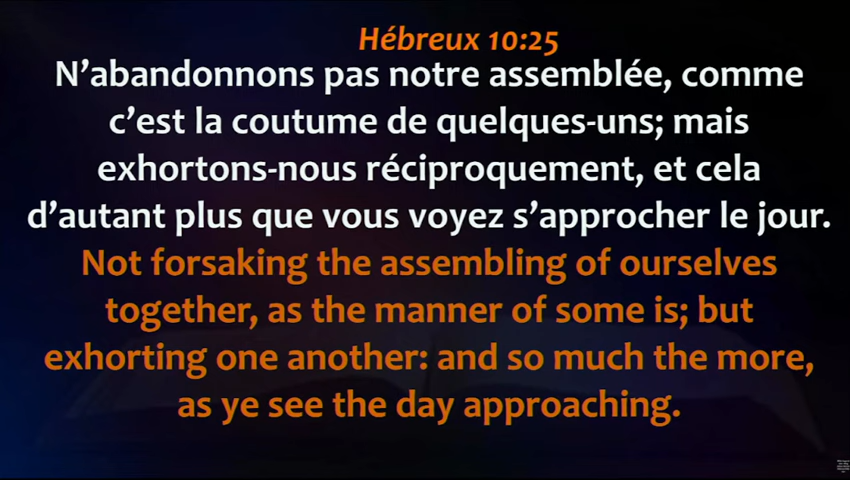 Hébreux 10:25
N’abandonnons pas notre assemblée, comme
c’est la coutume de quelques-uns; mais
exhortons-nous réciproquement, et cela
d’autant plus que vous voyez s’approcher le jour.
Not forsaking the assembling of ourselves
together, as the manner of some is; but
exhorting one another: and so much the more,
as ye see the day approaching.